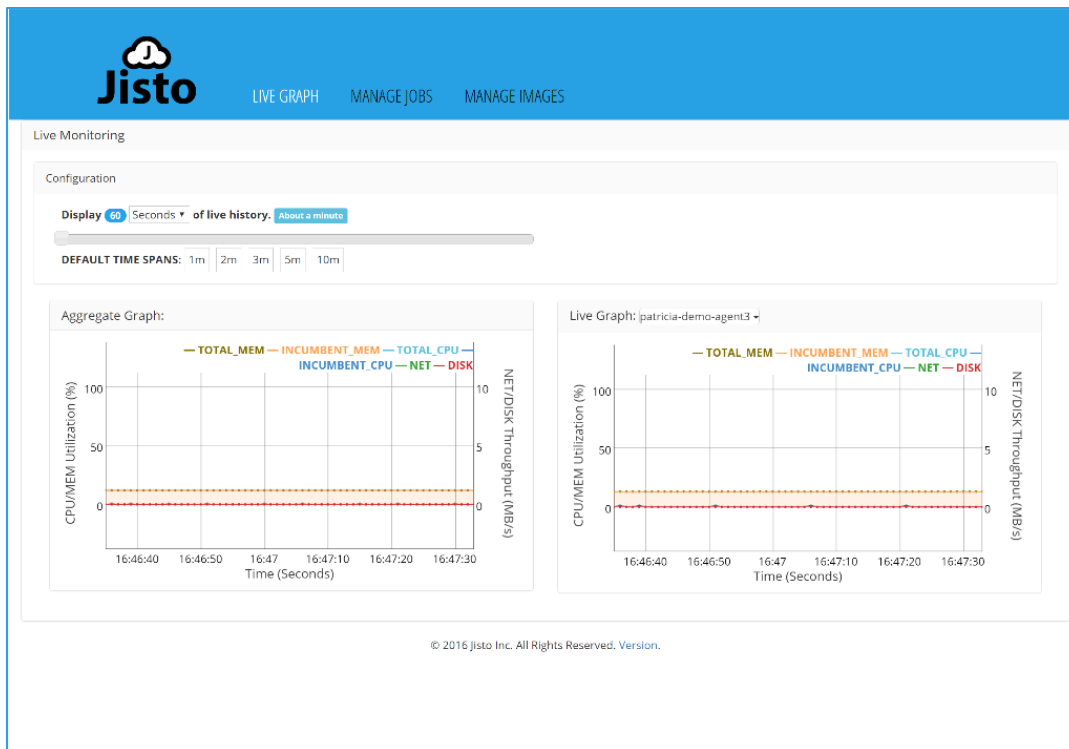 J
Jisto
LIVE GRAPH MANAGE JOBS MANAGE IMAGES
Live Monitoring
Configuration
Display 60 Seconds ▾ of live history. About a minute
DEFAULT TIME SPANS: 1m 2m 3m 5m 10m
Aggregate Graph:
— TOTAL_MEM — INCUMBENT_MEM — TOTAL_CPU —
INCUMBENT_CPU — NET — DISK
CPU/MEM Utilization (%)
100
50
0
10
5
0
NET/DISK Throughput (MB/s)
16:46:40 16:46:50 16:47 16:47:10 16:47:20 16:47:30
Time (Seconds)
Live Graph: patricia-demo-agent3 ▾
— TOTAL_MEM — INCUMBENT_MEM — TOTAL_CPU —
INCUMBENT_CPU — NET — DISK
CPU/MEM Utilization (%)
100
50
0
10
5
0
NET/DISK Throughput (MB/s)
16:46:40 16:46:50 16:47 16:47:10 16:47:20 16:47:30
Time (Seconds)
© 2016 Jisto Inc. All Rights Reserved. Version.